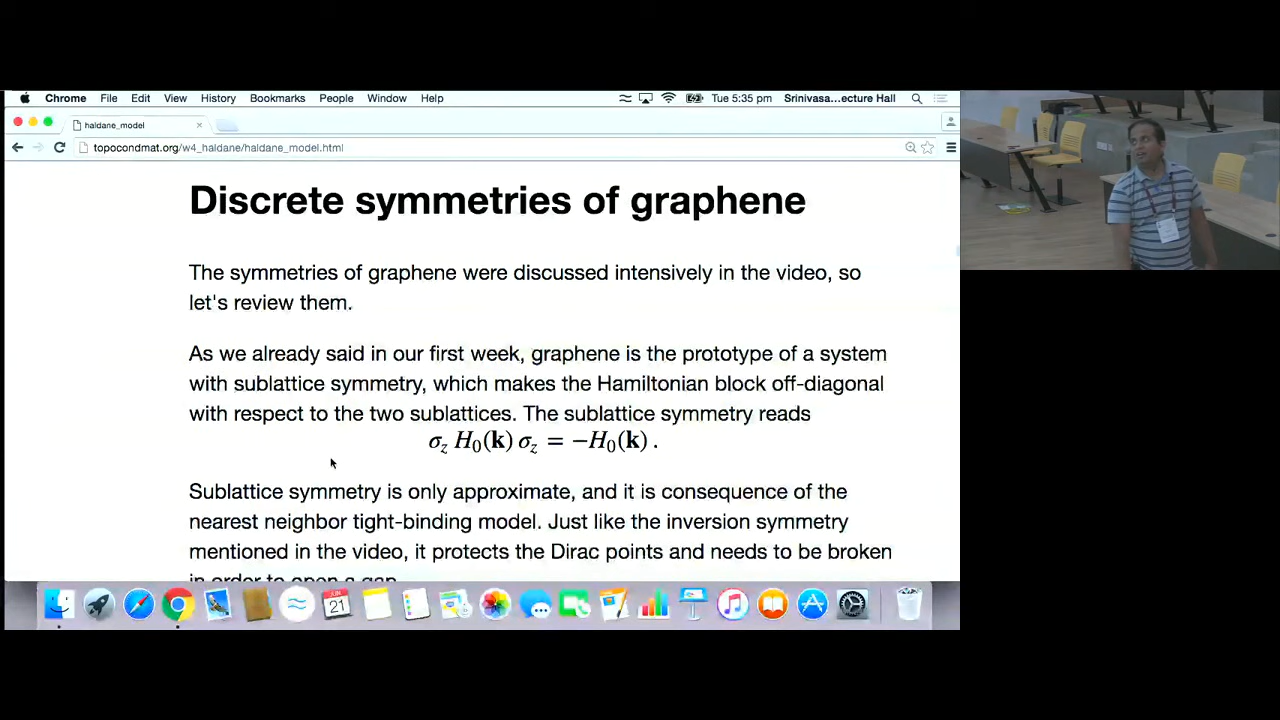 Chrome File Edit View History Bookmarks People Window Help Tue 5:35 pm Srinivasa...ecture Hall
haldane_model
topocondmat.org/w4_haldane/haldane_model.html
Discrete symmetries of graphene
The symmetries of graphene were discussed intensively in the video, so
let's review them.
As we already said in our first week, graphene is the prototype of a system
with sublattice symmetry, which makes the Hamiltonian block off-diagonal
with respect to the two sublattices. The sublattice symmetry reads
σz H0(k) σz = −H0(k) .
Sublattice symmetry is only approximate, and it is consequence of the
nearest neighbor tight-binding model. Just like the inversion symmetry
mentioned in the video, it protects the Dirac points and needs to be broken
in order to open a gap
JUN
21